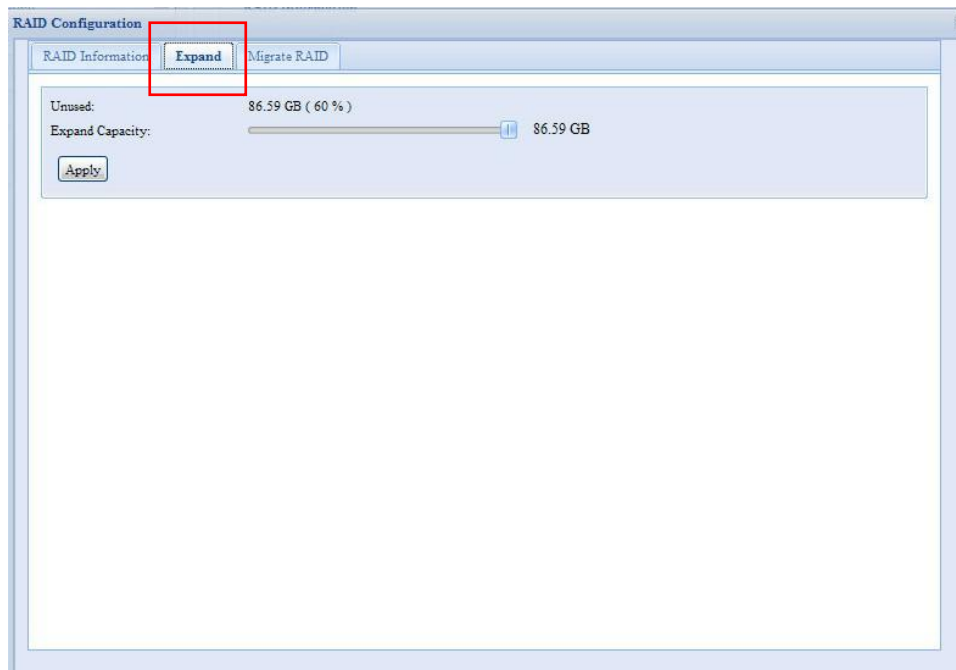 RAID Configuration
RAID Information Expand Migrate RAID
Unused: 86.59 GB ( 60 % )
Expand Capacity: 86.59 GB
Apply